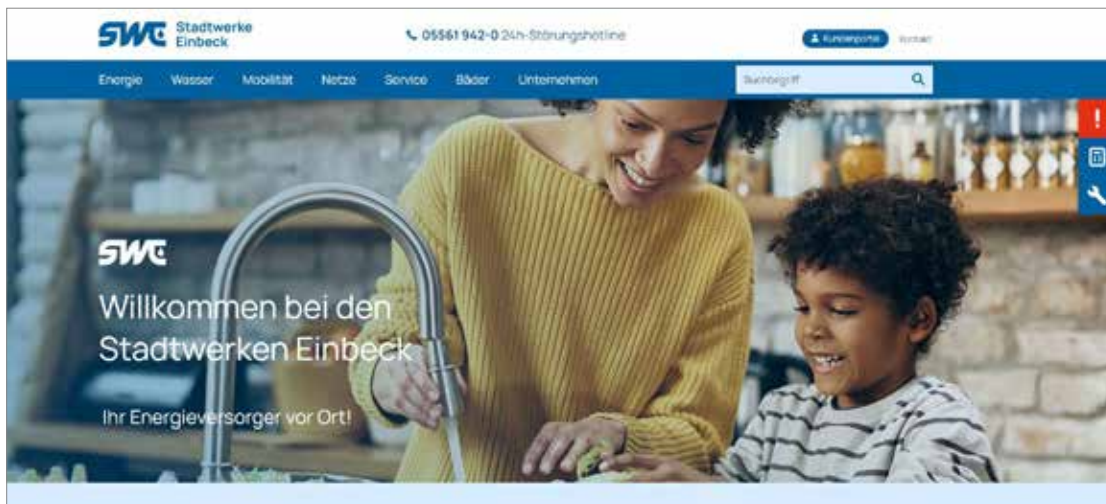 SWE Stadtwerke
Einbeck
05561 942-0 24h-Störungshotline
Kundenportal Kontakt
Energie Wasser Mobilität Netze Service Bäder Unternehmen
Suchbegriff
SWE
Willkommen bei den
Stadtwerken Einbeck
Ihr Energieversorger vor Ort!